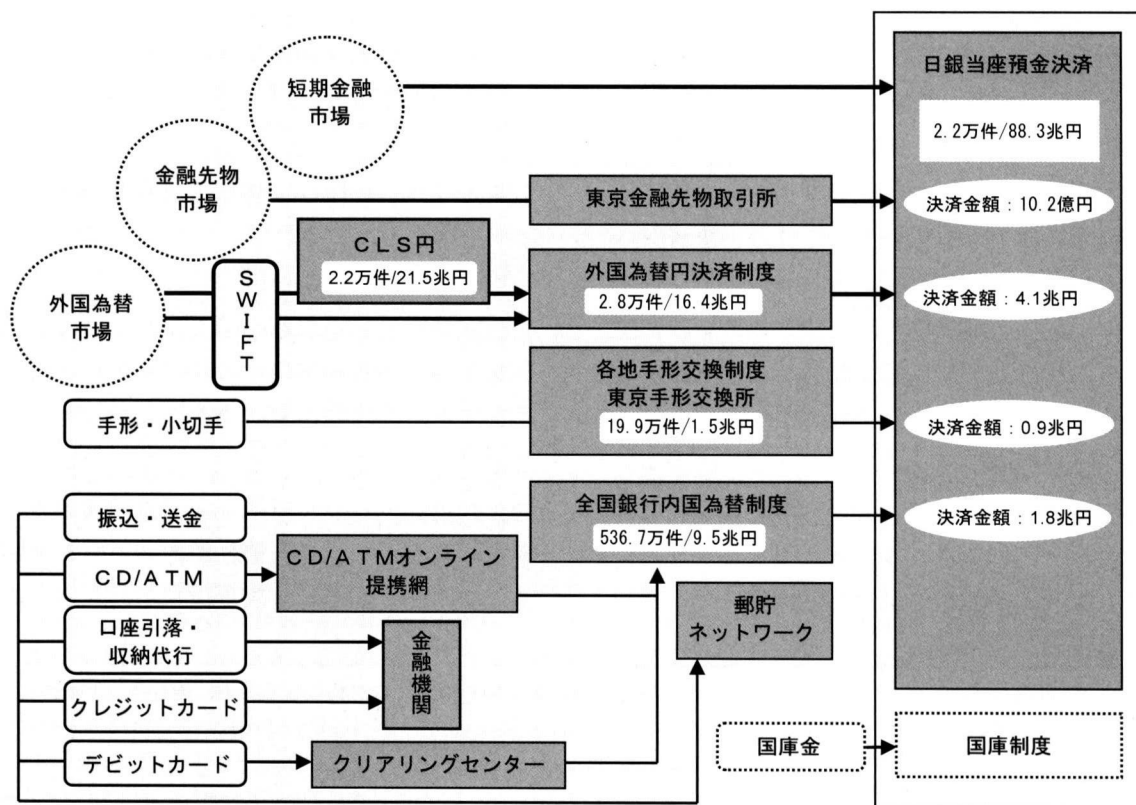 短期金融
市場
日銀当座預金決済
2.2万件/88.3兆円
金融先物
市場
東京金融先物取引所
決済金額：10.2億円
外国為替
市場
SWIFT
ＣＬＳ円
2.2万件/21.5兆円
外国為替円決済制度
2.8万件/16.4兆円
決済金額：4.1兆円
手形・小切手
各地手形交換制度
東京手形交換所
19.9万件/1.5兆円
決済金額：0.9兆円
振込・送金
全国銀行内国為替制度
536.7万件/9.5兆円
決済金額：1.8兆円
ＣＤ/ＡＴＭ
ＣＤ/ＡＴＭオンライン
提携網
郵貯
ネットワーク
口座引落・
収納代行
金融機関
クレジットカード
デビットカード
クリアリングセンター
国庫金
国庫制度